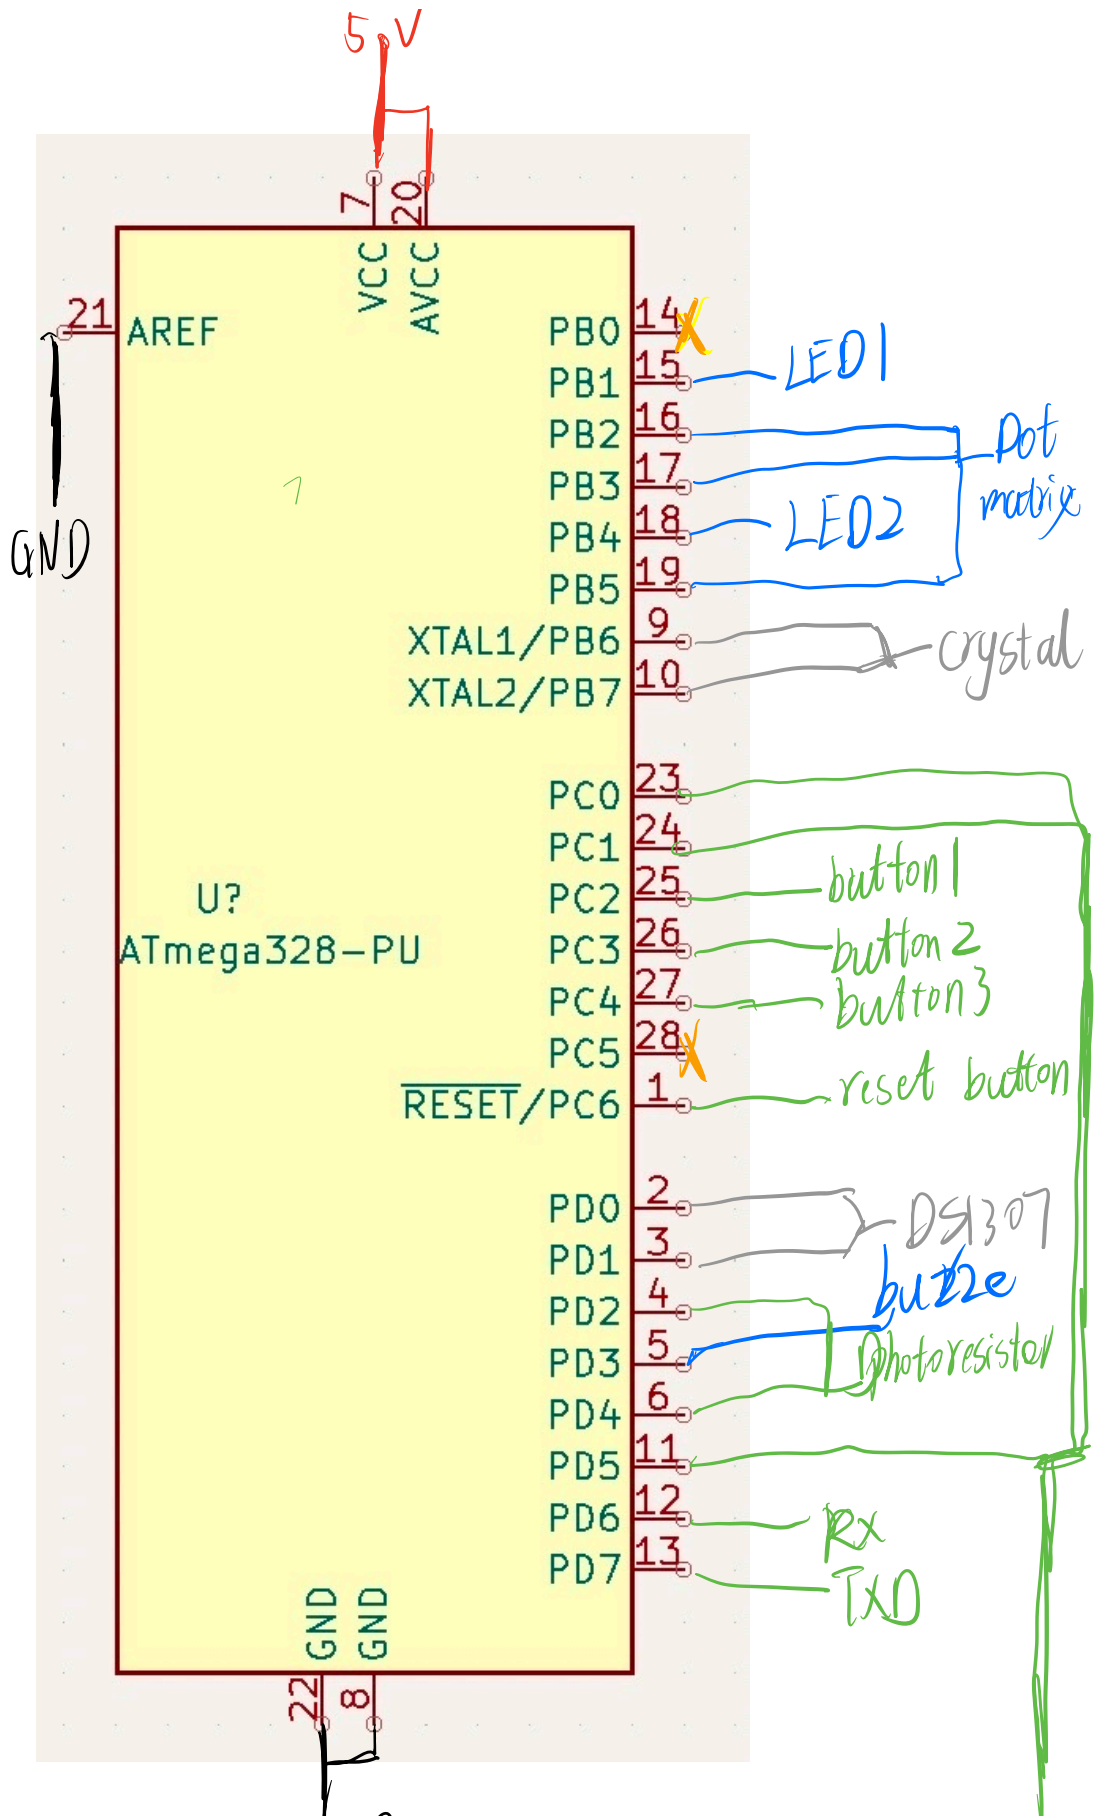 5V
7
20
VCC
AVCC
21
AREF
GND
PB0 14 X
PB1 15 LED1
PB2 16 Dot
PB3 17 matrix
PB4 18 LED2
PB5 19
XTAL1/PB6 9 crystal
XTAL2/PB7 10
PC0 23
PC1 24
PC2 25 button1
U?
ATmega328-PU
PC3 26 button2
PC4 27 button3
PC5 28 X
RESET/PC6 1 reset button
PD0 2 DS1307
PD1 3
PD2 4 buzze
PD3 5 photoresistor
PD4 6
PD5 11
PD6 12 Rx
PD7 13 TXD
GND
GND
22
8